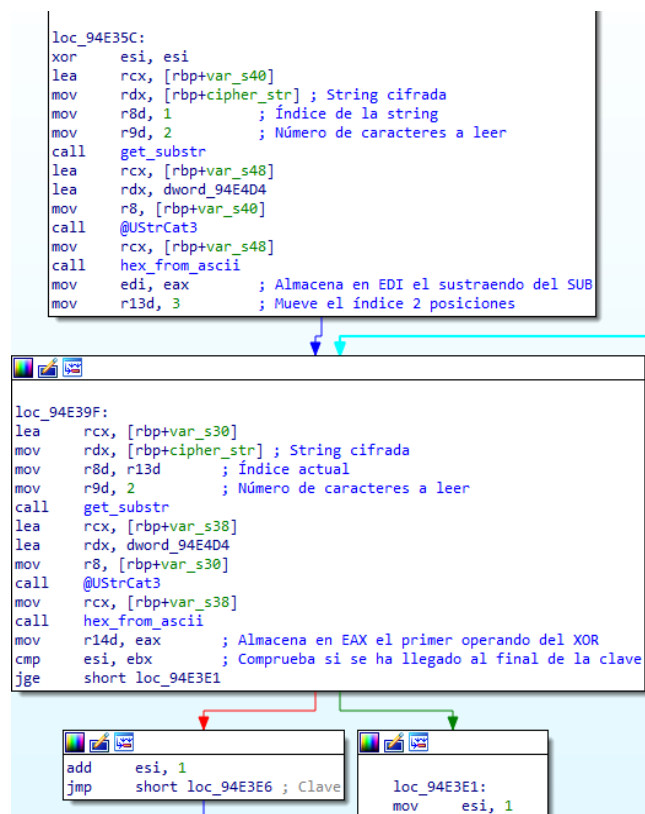 loc_94E35C:
xor esi, esi
lea rcx, [rbp+var_s40]
mov rdx, [rbp+cipher_str] ; String cifrada
mov r8d, 1 ; Índice de la string
mov r9d, 2 ; Número de caracteres a leer
call get_substr
lea rcx, [rbp+var_s48]
lea rdx, dword_94E4D4
mov r8, [rbp+var_s40]
call @UStrCat3
mov rcx, [rbp+var_s48]
call hex_from_ascii
mov edi, eax ; Almacena en EDI el sustraendo del SUB
mov r13d, 3 ; Mueve el índice 2 posiciones
loc_94E39F:
lea rcx, [rbp+var_s30]
mov rdx, [rbp+cipher_str] ; String cifrada
mov r8d, r13d ; Índice actual
mov r9d, 2 ; Número de caracteres a leer
call get_substr
lea rcx, [rbp+var_s38]
lea rdx, dword_94E4D4
mov r8, [rbp+var_s30]
call @UStrCat3
mov rcx, [rbp+var_s38]
call hex_from_ascii
mov r14d, eax ; Almacena en EAX el primer operando del XOR
cmp esi, ebx ; Comprueba si se ha llegado al final de la clave
jge short loc_94E3E1
add esi, 1
jmp short loc_94E3E6 ; Clave
loc_94E3E1:
mov esi, 1